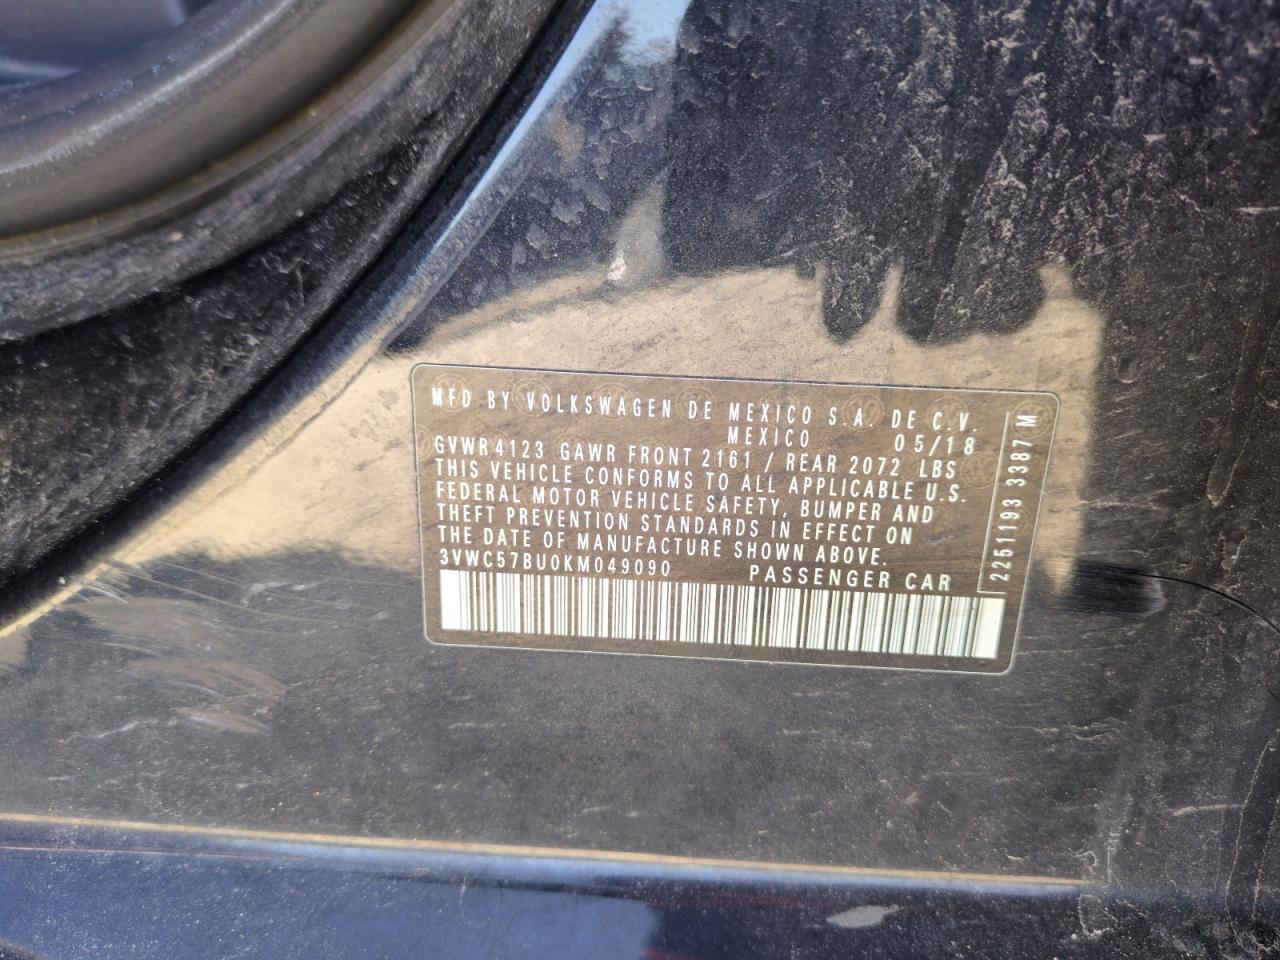 MFD BY VOLKSWAGEN DE MEXICO S.A. DE C.V.
MEXICO 05/18
GVWR 4123 GAWR FRONT 2161 / REAR 2072 LBS
THIS VEHICLE CONFORMS TO ALL APPLICABLE U.S.
FEDERAL MOTOR VEHICLE SAFETY, BUMPER AND
THEFT PREVENTION STANDARDS IN EFFECT ON
THE DATE OF MANUFACTURE SHOWN ABOVE.
3VWC57BU0KM049090 PASSENGER CAR
2251193 3387 M